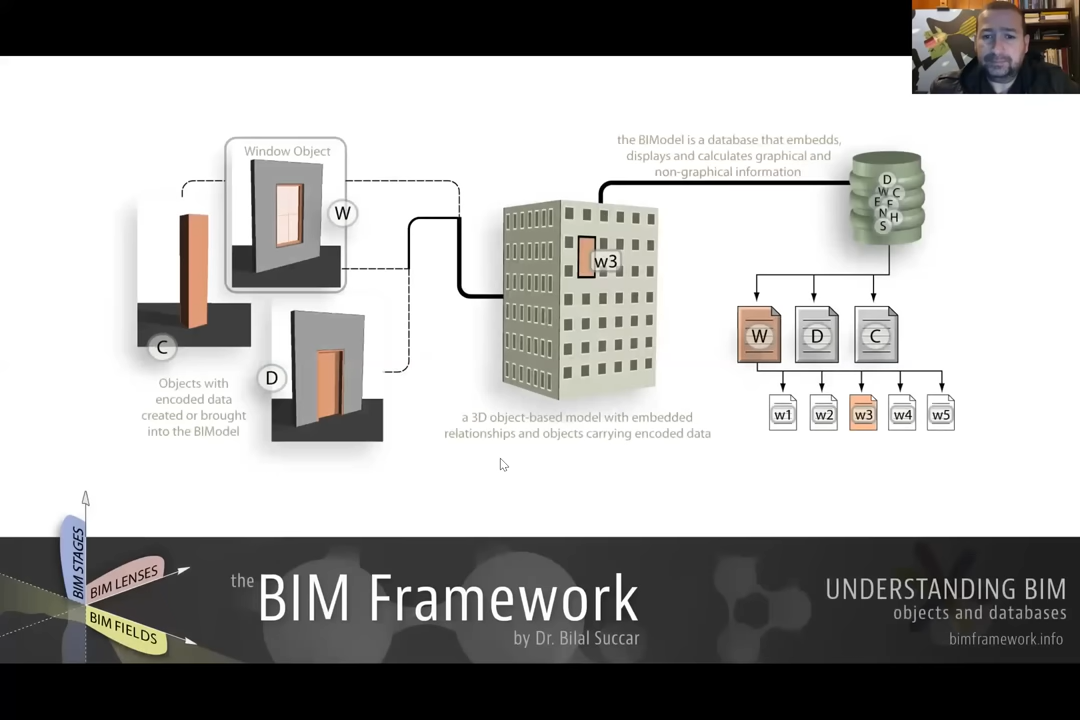 the BIModel is a database that embedds,
displays and calculates graphical and
non-graphical information
Window Object
W
C
D
Objects with
encoded data
created or brought
into the BIModel
w3
a 3D object-based model with embedded
relationships and objects carrying encoded data
D
W C
E F
N H
S
W D C
w1 w2 w3 w4 w5
BIM STAGES
BIM LENSES
BIM FIELDS
the BIM Framework
by Dr. Bilal Succar
UNDERSTANDING BIM
objects and databases
bimframework.info